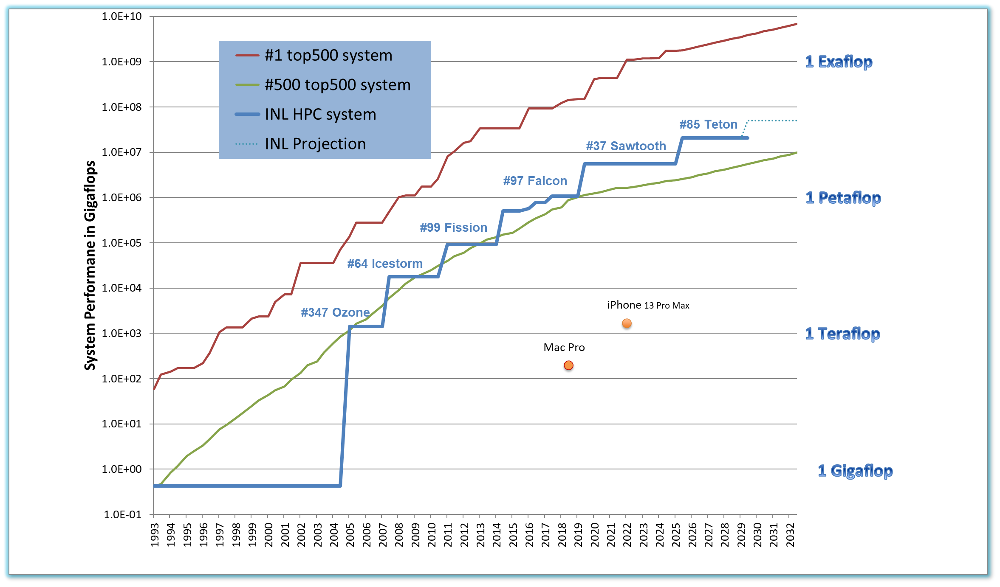 1.0E+10
1.0E+09
1.0E+08
1.0E+07
1.0E+06
1.0E+05
1.0E+04
1.0E+03
1.0E+02
1.0E+01
1.0E+00
1.0E-01
System Performane in Gigaflops
#1 top500 system
#500 top500 system
INL HPC system
INL Projection
#85 Teton
#37 Sawtooth
#97 Falcon
#99 Fission
#64 Icestorm
#347 Ozone
iPhone 13 Pro Max
Mac Pro
1 Exaflop
1 Petaflop
1 Teraflop
1 Gigaflop
1993
1994
1995
1996
1997
1998
1999
2000
2001
2002
2003
2004
2005
2006
2007
2008
2009
2010
2011
2012
2013
2014
2015
2016
2017
2018
2019
2020
2021
2022
2023
2024
2025
2026
2027
2028
2029
2030
2031
2032